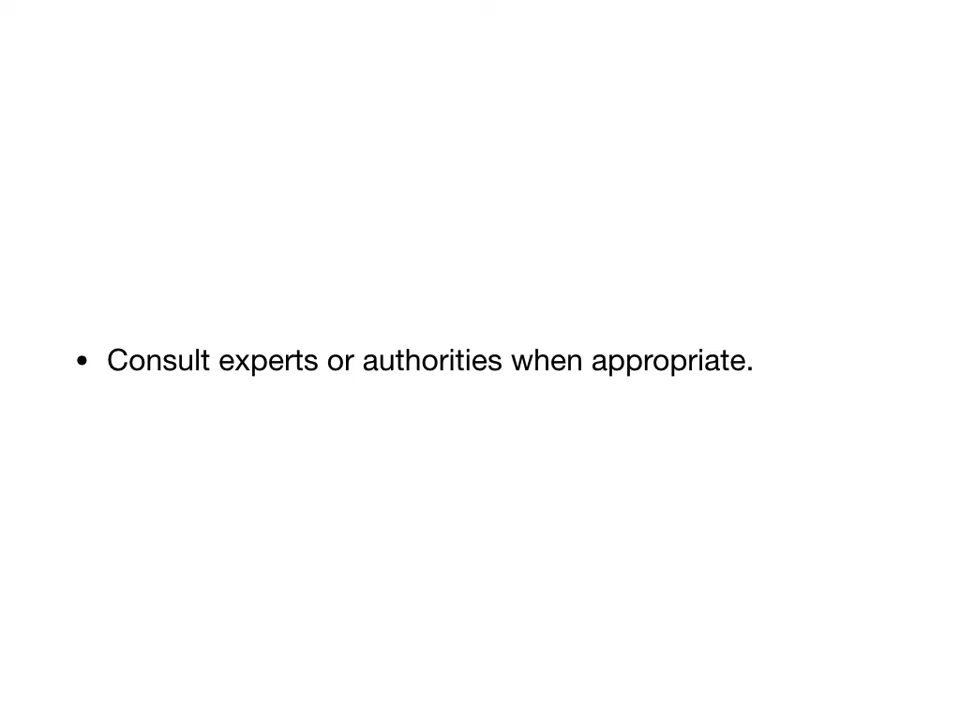 • Consult experts or authorities when appropriate.